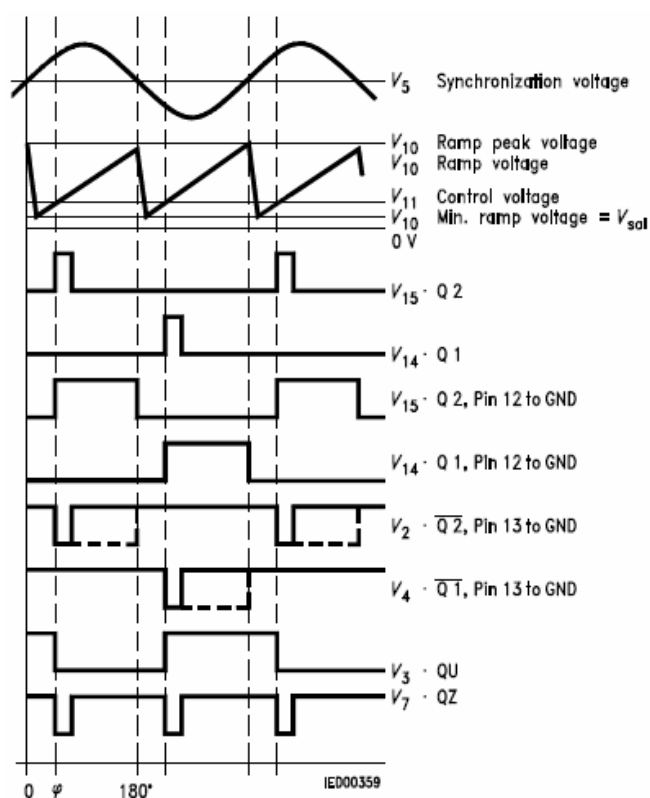 V5 Synchronization voltage
V10 Ramp peak voltage
V10 Ramp voltage
V11 Control voltage
V10 Min. ramp voltage = Vsat
0 V
V15 · Q 2
V14 · Q 1
V15 · Q 2, Pin 12 to GND
V14 · Q 1, Pin 12 to GND
V2 · Q̅ ̅2̅, Pin 13 to GND
V4 · Q̅ ̅1̅, Pin 13 to GND
V3 · QU
V7 · QZ
IED00359
0 φ 180°